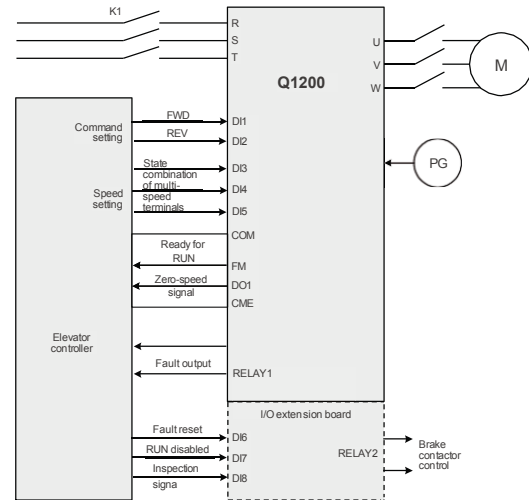 K1
R
S
T
Q1200
U
V
W
M
PG
Command
setting
FWD
DI1
REV
DI2
Speed
setting
State
combination
of multi-
speed
terminals
DI3
DI4
DI5
COM
Ready for
RUN
FM
Zero-speed
signal
DO1
CME
Elevator
controller
Fault output
RELAY1
I/O extension board
Fault reset
DI6
RUN disabled
DI7
Inspection
signa
DI8
RELAY2
Brake
contactor
control